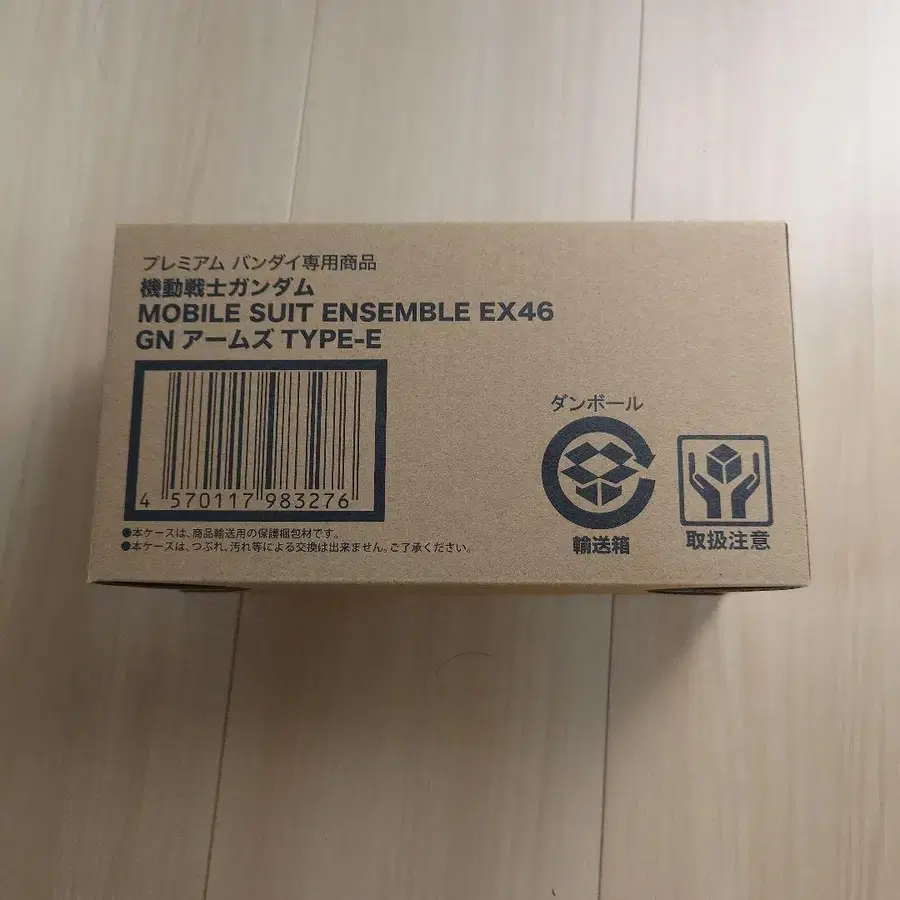 プレミアム バンダイ専用商品
機動戦士ガンダム
MOBILE SUIT ENSEMBLE EX46
GN アームズ TYPE-E
4 570117 983276
●本ケースは、商品輸送用の保護梱包材です。
●本ケースは、つぶれ、汚れ等による交換は出来ません。ご了承ください。
ダンボール
輸送箱
取扱注意